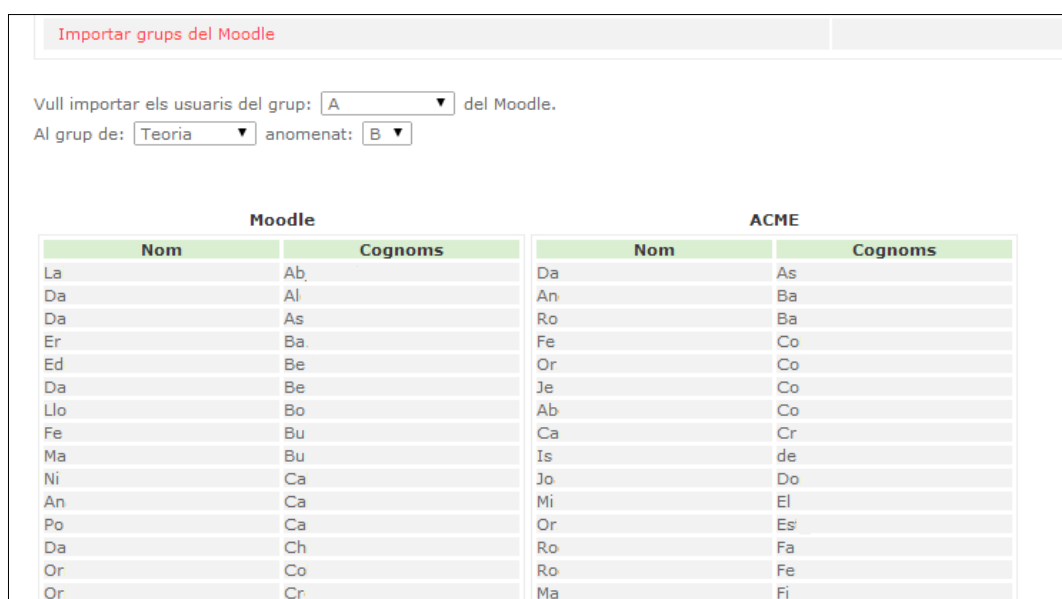 Importar grups del Moodle
Vull importar els usuaris del grup: A del Moodle.
Al grup de: Teoria anomenat: B
Moodle ACME
Nom Cognoms Nom Cognoms
La Ab Da As
Da Al An Ba
Da As Ro Ba
Er Ba Fe Co
Ed Be Or Co
Da Be Je Co
Llo Bo Ab Co
Fe Bu Ca Cr
Ma Bu Is de
Ni Ca Jo Do
An Ca Mi El
Po Ca Or Es
Da Ch Ro Fa
Or Co Ro Fe
Or Cr Ma Fi